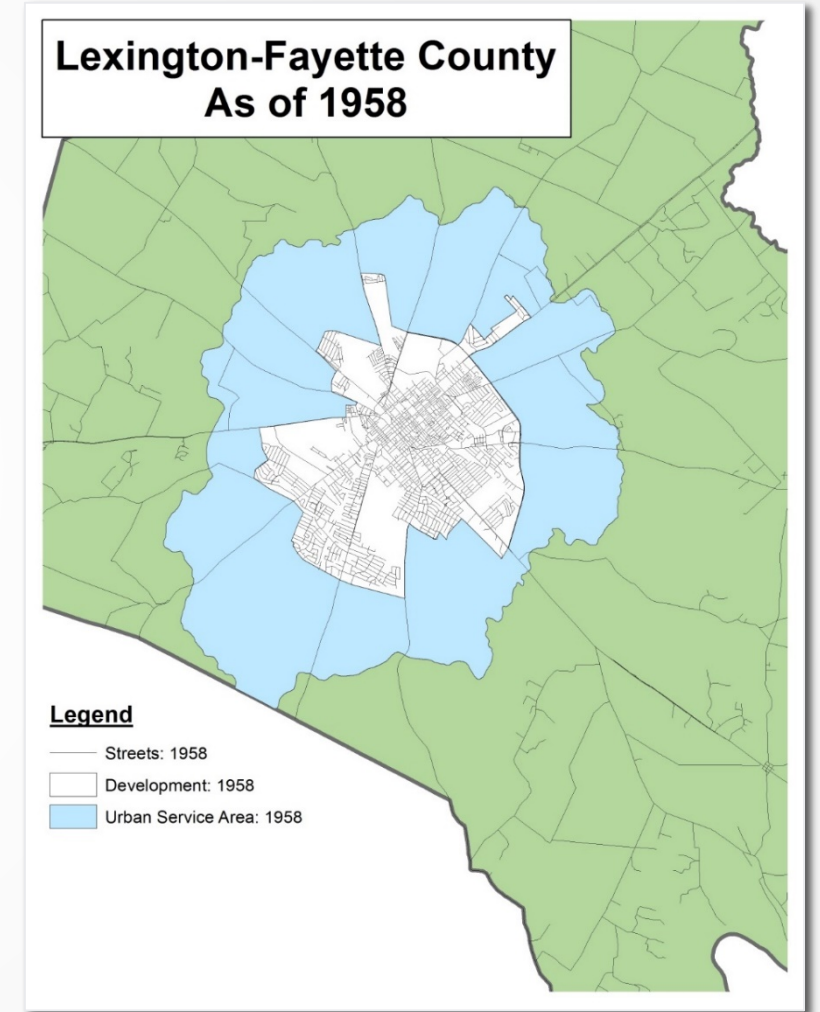 Lexington-Fayette County
As of 1958
Legend
Streets: 1958
Development: 1958
Urban Service Area: 1958